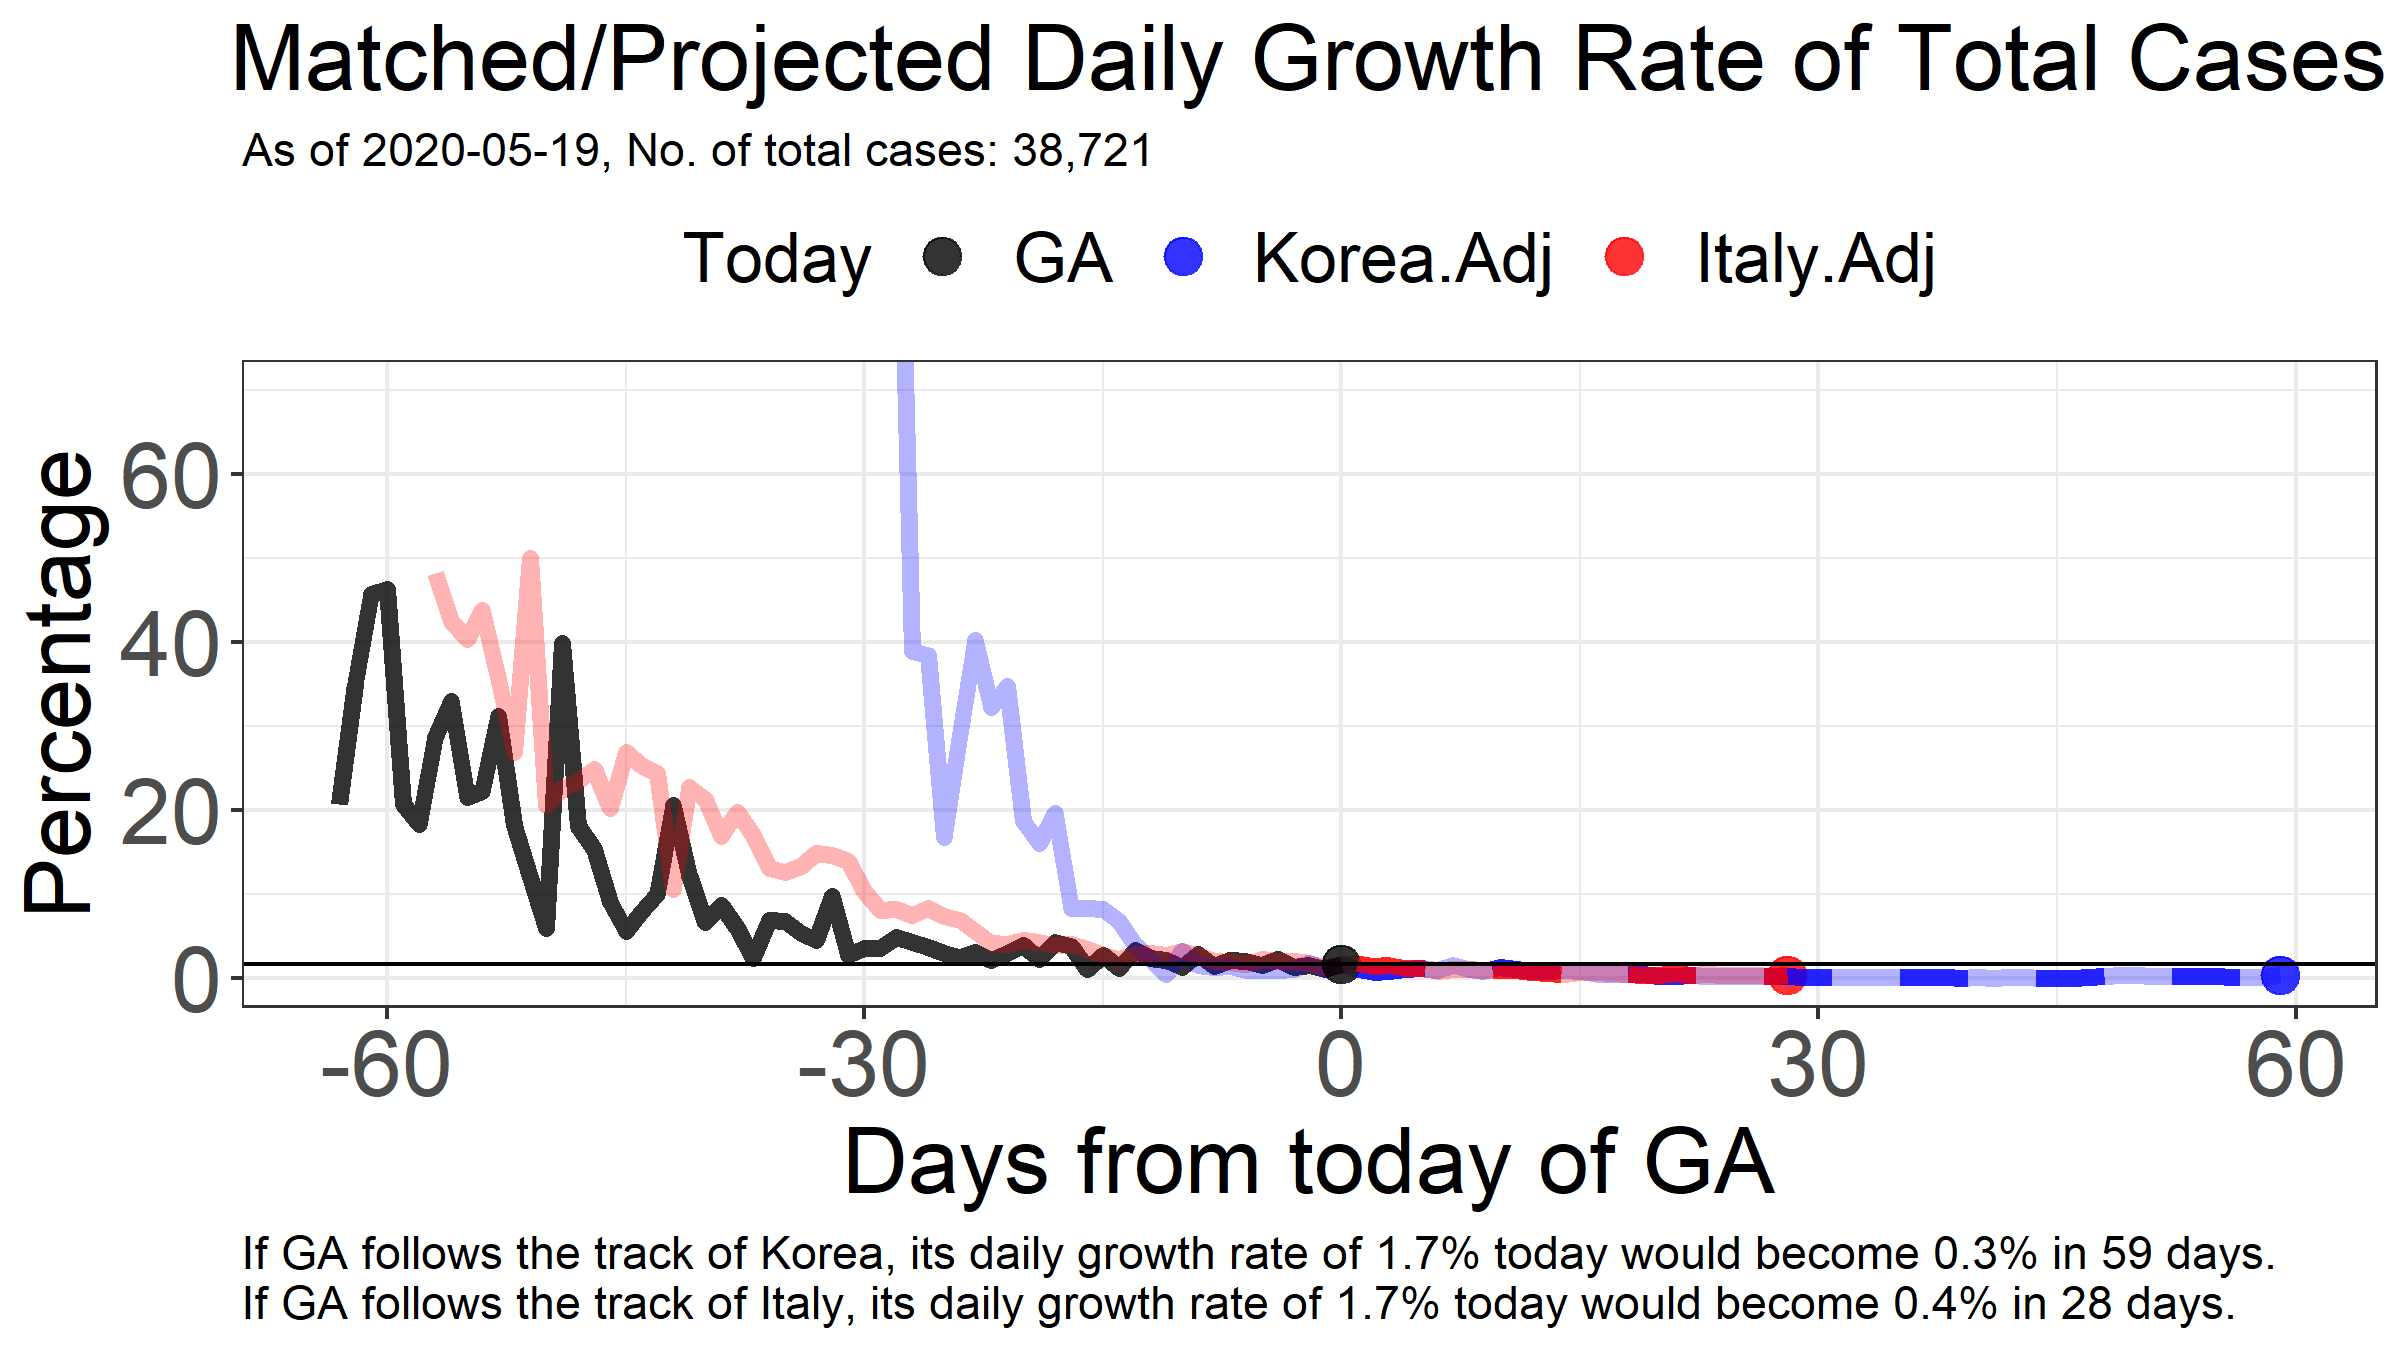 Matched/Projected Daily Growth Rate of Total Cases
As of 2020-05-19, No. of total cases: 38,721
Today GA Korea.Adj Italy.Adj
Percentage
60
40
20
0
-60 -30 0 30 60
Days from today of GA
If GA follows the track of Korea, its daily growth rate of 1.7% today would become 0.3% in 59 days.
If GA follows the track of Italy, its daily growth rate of 1.7% today would become 0.4% in 28 days.